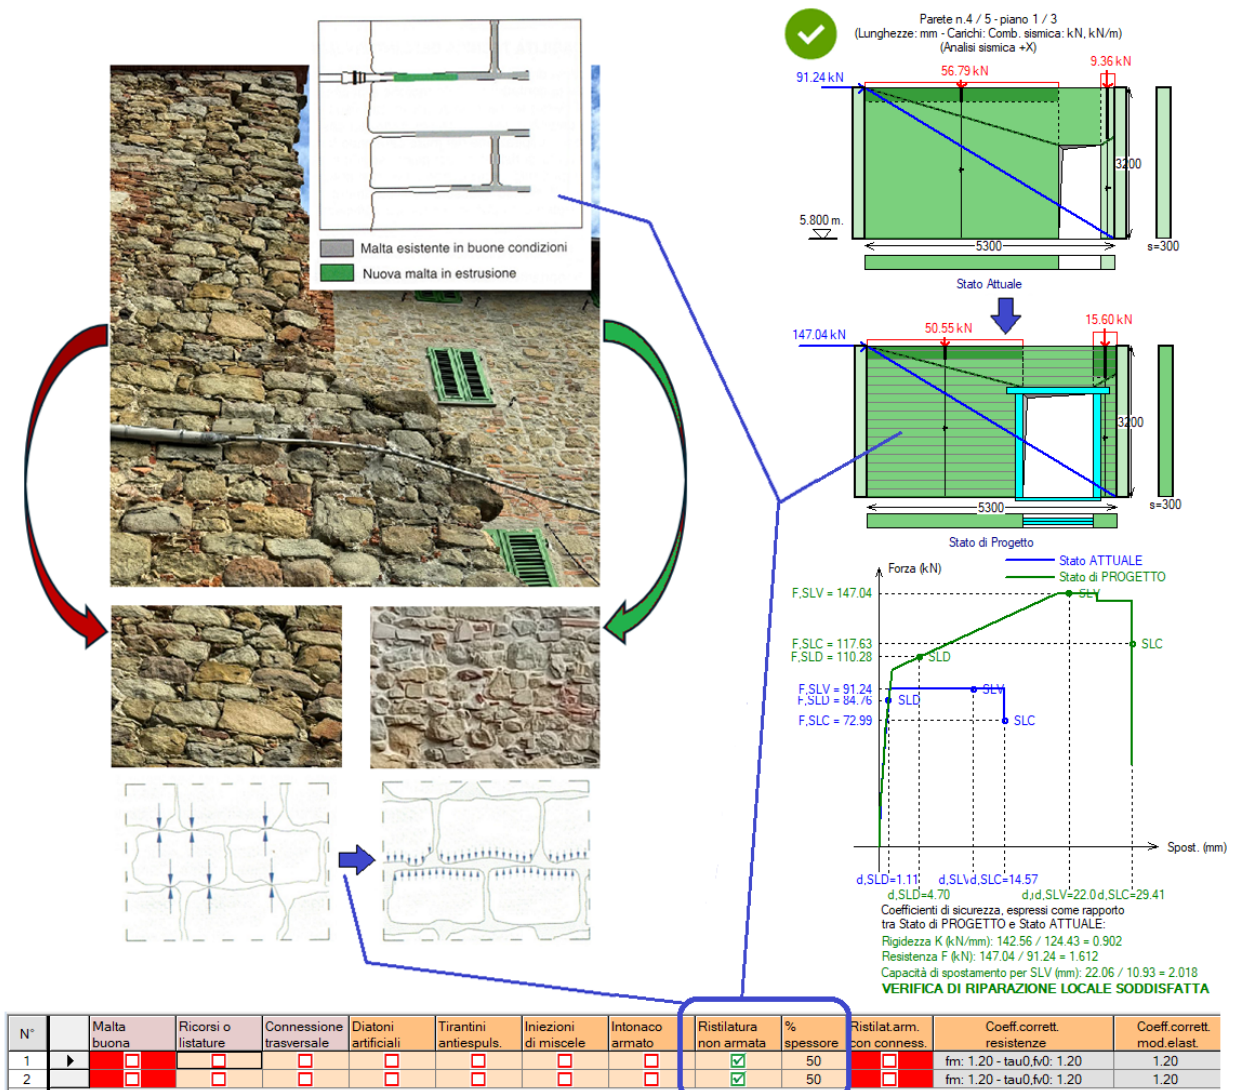 Malta esistente in buone condizioni
Nuova malta in estrusione
Parete n.4 / 5 - piano 1 / 3
(Lunghezze: mm - Carichi: Comb. sismica: kN, kN/m)
(Analisi sismica +X)
91.24 kN
56.79 kN
9.36 kN
3200
5.800 m.
5300
s=300
Stato Attuale
147.04 kN
50.55 kN
15.60 kN
3200
5300
s=300
Stato di Progetto
Forza (kN)
Stato ATTUALE
Stato di PROGETTO
F,SLV = 147.04
SLV
F,SLC = 117.63
SLC
F,SLD = 110.28
SLD
F,SLV = 91.24
SLV
F,SLD = 84.76
SLD
F,SLC = 72.99
SLC
Spost. (mm)
d,SLD=1.11
d,SLV
d,SLC=14.57
d,SLD=4.70
d,SLV=22.0
d,SLC=29.41
Coefficienti di sicurezza, espressi come rapporto
tra Stato di PROGETTO e Stato ATTUALE:
Rigidezza K (kN/mm): 142.56 / 124.43 = 0.902
Resistenza F (kN): 147.04 / 91.24 = 1.612
Capacità di spostamento per SLV (mm): 22.06 / 10.93 = 2.018
VERIFICA DI RIPARAZIONE LOCALE SODDISFATTA
N° Malta buona Ricorsi o listature Connessione trasversale Diatoni artificiali Tirantini antiespuls. Iniezioni di miscele Intonaco armato Ristilatura non armata % spessore Ristilat.arm. con conness. Coeff.corrett. resistenze Coeff.corrett. mod.elast.
1 50 fm: 1.20 - tau0,fv0: 1.20 1.20
2 50 fm: 1.20 - tau0,fv0: 1.20 1.20